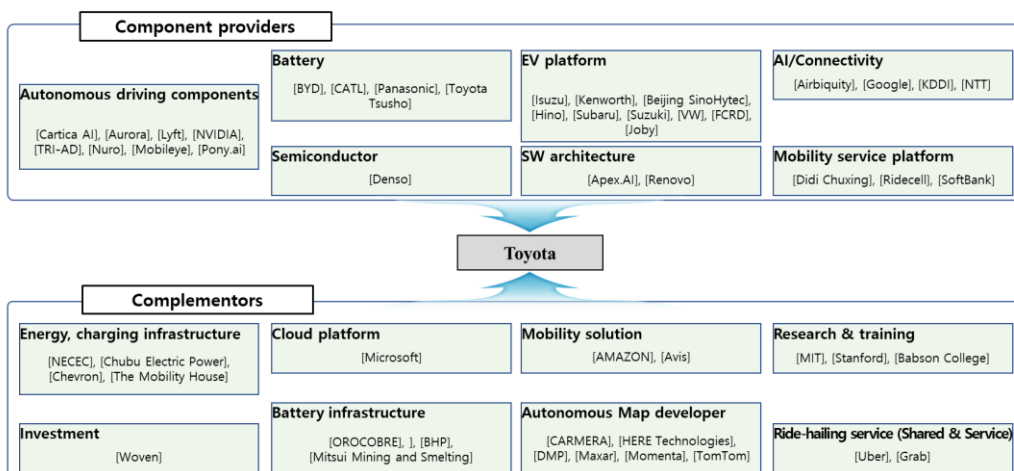 Component providers
Autonomous driving components
[Cartica AI], [Aurora], [Lyft], [NVIDIA],
[TRI-AD], [Nuro], [Mobileye], [Pony.ai]
Battery
[BYD], [CATL], [Panasonic], [Toyota
Tsusho]
EV platform
[Isuzu], [Kenworth], [Beijing SinoHytec],
[Hino], [Subaru], [Suzuki], [VW], [FCRD],
[Joby]
AI/Connectivity
[Airbiquity], [Google], [KDDI], [NTT]
Semiconductor
[Denso]
SW architecture
[Apex.AI], [Renovo]
Mobility service platform
[Didi Chuxing], [Ridecell], [SoftBank]
Toyota
Complementors
Energy, charging infrastructure
[NECEC], [Chubu Electric Power],
[Chevron], [The Mobility House]
Cloud platform
[Microsoft]
Mobility solution
[AMAZON], [Avis]
Research & training
[MIT], [Stanford], [Babson College]
Investment
[Woven]
Battery infrastructure
[OROCOBRE], ], [BHP],
[Mitsui Mining and Smelting]
Autonomous Map developer
[CARMERA], [HERE Technologies],
[DMP], [Maxar], [Momenta], [TomTom]
Ride-hailing service (Shared & Service)
[Uber], [Grab]